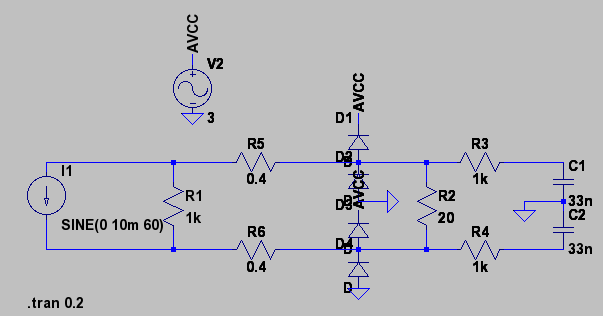 AVCC
V2
3
AVCC
D1
R5
D2
R3
C1
I1
0.4
AVCC
1k
R1
D3
R2
33n
SINE(0 10m 60)
1k
20
C2
R6
D4
R4
33n
0.4
D
1k
.tran 0.2